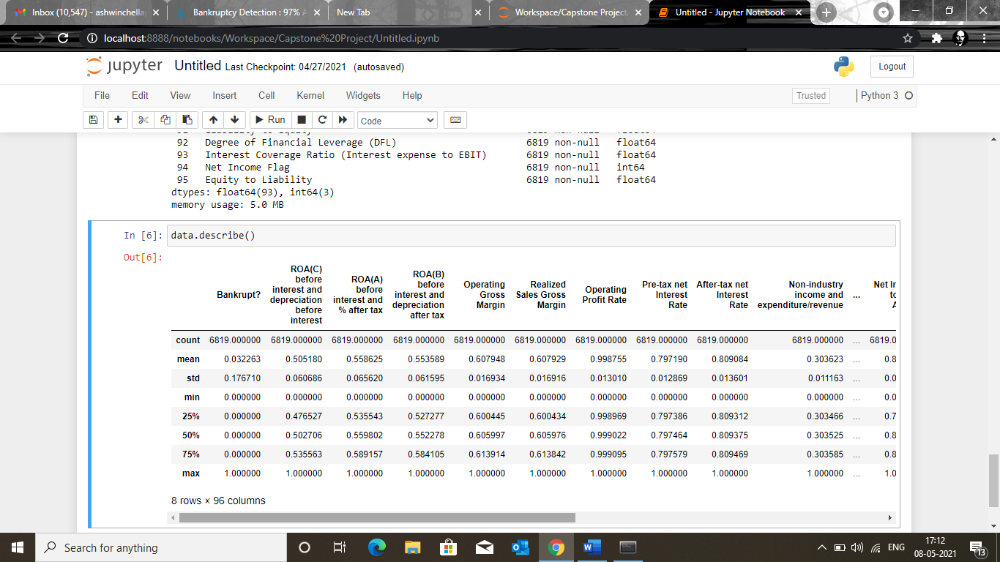 Inbox (10,547) - ashwinchella
Bankruptcy Detection : 97% A
New Tab
Workspace/Capstone Project
Untitled - Jupyter Notebook
localhost:8888/notebooks/Workspace/Capstone%20Project/Untitled.ipynb
jupyter Untitled Last Checkpoint: 04/27/2021 (autosaved)
Logout
File Edit View Insert Cell Kernel Widgets Help
Trusted
Python 3
Run
Code
92 Degree of Financial Leverage (DFL) 6819 non-null float64
93 Interest Coverage Ratio (Interest expense to EBIT) 6819 non-null float64
94 Net Income Flag 6819 non-null int64
95 Equity to Liability 6819 non-null float64
dtypes: float64(93), int64(3)
memory usage: 5.0 MB
In [6]: data.describe()
Out[6]:
Bankrupt?
ROA(C)
before
interest and
depreciation
before
interest
ROA(A)
before
interest and
% after tax
ROA(B)
before
interest and
depreciation
after tax
Operating
Gross
Margin
Realized
Sales Gross
Margin
Operating
Profit Rate
Pre-tax net
Interest
Rate
After-tax net
Interest
Rate
Non-industry
income and
expenditure/revenue
...
Net
count 6819.000000 6819.000000 6819.000000 6819.000000 6819.000000 6819.000000 6819.000000 6819.000000 6819.000000 6819.000000 ... 6819.0
mean 0.032263 0.505180 0.558625 0.553589 0.607948 0.607929 0.998755 0.797190 0.809084 0.303623 ... 0.8
std 0.176710 0.060686 0.065620 0.061595 0.016934 0.016916 0.013010 0.012869 0.013601 0.011163 ... 0.0
min 0.000000 0.000000 0.000000 0.000000 0.000000 0.000000 0.000000 0.000000 0.000000 0.000000 ... 0.0
25% 0.000000 0.476527 0.535543 0.527277 0.600445 0.600434 0.998969 0.797386 0.809312 0.303466 ... 0.7
50% 0.000000 0.502706 0.559802 0.552278 0.605997 0.605976 0.999022 0.797464 0.809375 0.303525 ... 0.8
75% 0.000000 0.535563 0.589157 0.584105 0.613914 0.613842 0.999095 0.797579 0.809469 0.303585 ... 0.8
max 1.000000 1.000000 1.000000 1.000000 1.000000 1.000000 1.000000 1.000000 1.000000 1.000000 ... 1.0
8 rows × 96 columns
Search for anything
ENG
17:12
08-05-2021
13